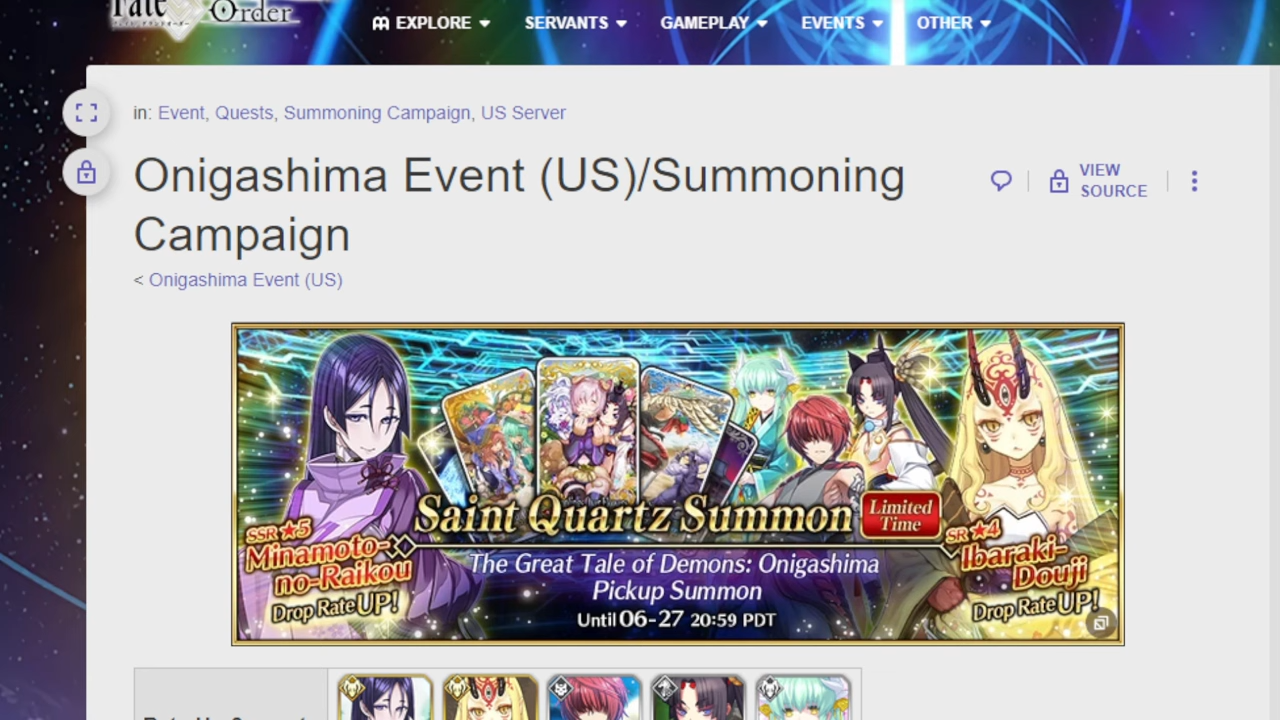 Fate
Order
EXPLORE
SERVANTS
GAMEPLAY
EVENTS
OTHER
in: Event, Quests, Summoning Campaign, US Server
Onigashima Event (US)/Summoning
Campaign
VIEW
SOURCE
< Onigashima Event (US)
Saint Quartz Summon
Limited
Time
SSR ★5
Minamoto-
no-Raikou
Drop Rate UP!
The Great Tale of Demons: Onigashima
Pickup Summon
Until 06-27 20:59 PDT
SR ★4
Ibaraki-
Douji
Drop Rate UP!